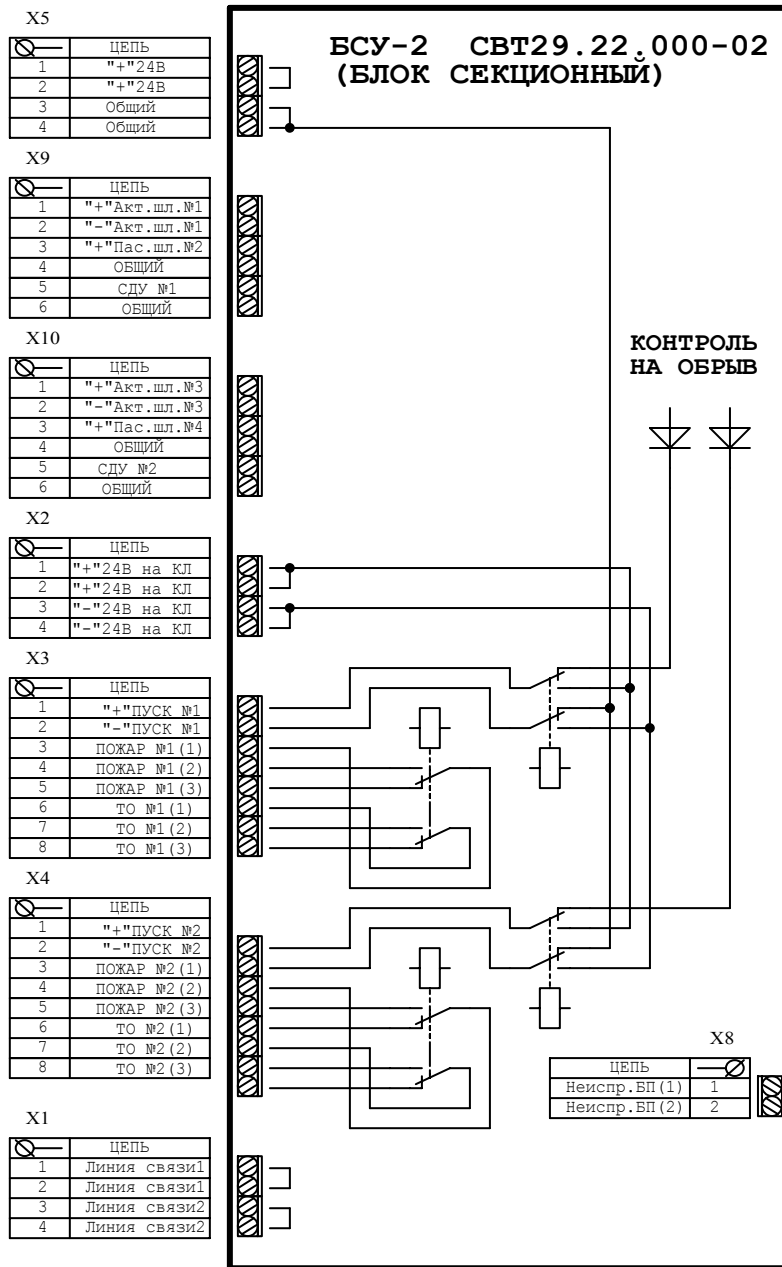 X5
БСУ-2 СВТ29.22.000-02
(БЛОК СЕКЦИОННЫЙ)
ЦЕПЬ
1 "+"24В
2 "+"24В
3 Общий
4 Общий
X9
ЦЕПЬ
1 "+"Акт.шл.№1
2 "-"Акт.шл.№1
3 "+"Пас.шл.№2
4 ОБЩИЙ
5 СДУ №1
6 ОБЩИЙ
X10
КОНТРОЛЬ
НА ОБРЫВ
ЦЕПЬ
1 "+"Акт.шл.№3
2 "-"Акт.шл.№3
3 "+"Пас.шл.№4
4 ОБЩИЙ
5 СДУ №2
6 ОБЩИЙ
X2
ЦЕПЬ
1 "+"24В на КЛ
2 "+"24В на КЛ
3 "-"24В на КЛ
4 "-"24В на КЛ
X3
ЦЕПЬ
1 "+"ПУСК №1
2 "-"ПУСК №1
3 ПОЖАР №1(1)
4 ПОЖАР №1(2)
5 ПОЖАР №1(3)
6 ТО №1(1)
7 ТО №1(2)
8 ТО №1(3)
X4
ЦЕПЬ
1 "+"ПУСК №2
2 "-"ПУСК №2
3 ПОЖАР №2(1)
4 ПОЖАР №2(2)
5 ПОЖАР №2(3)
6 ТО №2(1)
7 ТО №2(2)
8 ТО №2(3)
X8
ЦЕПЬ
Неиспр.БП(1) 1
Неиспр.БП(2) 2
X1
ЦЕПЬ
1 Линия связи1
2 Линия связи1
3 Линия связи2
4 Линия связи2